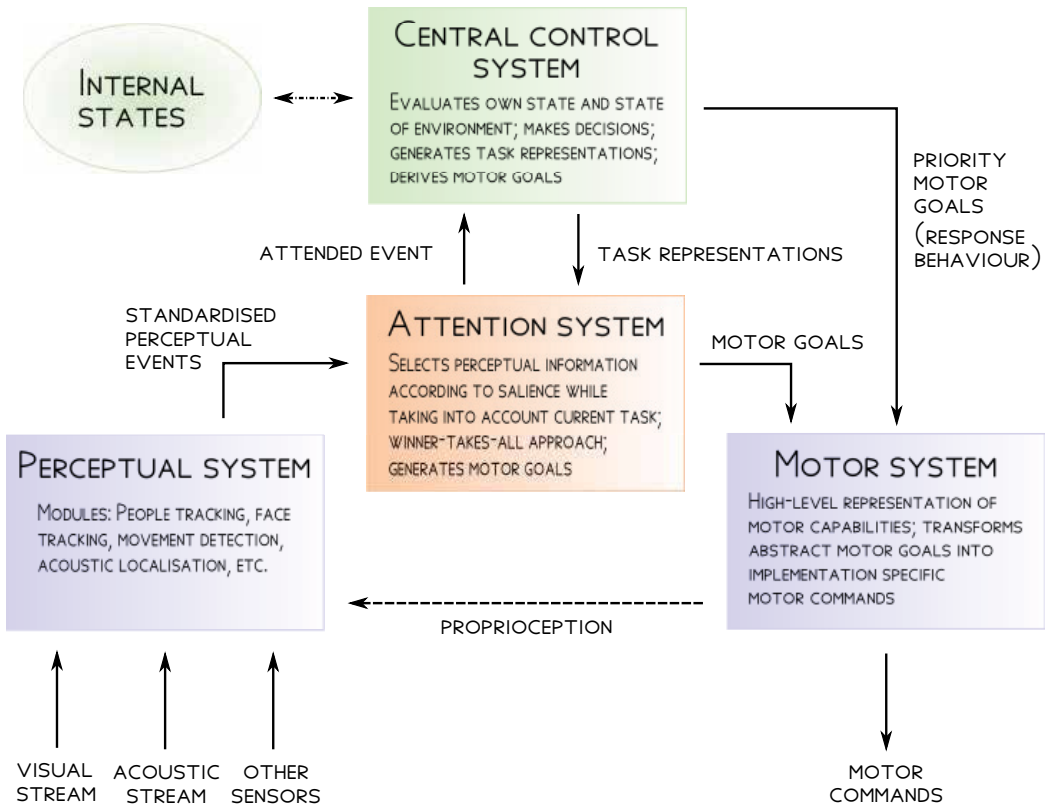 CENTRAL CONTROL
SYSTEM
EVALUATES OWN STATE AND STATE
OF ENVIRONMENT; MAKES DECISIONS;
GENERATES TASK REPRESENTATIONS;
DERIVES MOTOR GOALS
INTERNAL
STATES
PRIORITY
MOTOR
GOALS
(RESPONSE
BEHAVIOUR)
ATTENDED EVENT
TASK REPRESENTATIONS
STANDARDISED
PERCEPTUAL
EVENTS
ATTENTION SYSTEM
SELECTS PERCEPTUAL INFORMATION
ACCORDING TO SALIENCE WHILE
TAKING INTO ACCOUNT CURRENT TASK;
WINNER-TAKES-ALL APPROACH;
GENERATES MOTOR GOALS
MOTOR GOALS
PERCEPTUAL SYSTEM
MODULES: PEOPLE TRACKING, FACE
TRACKING, MOVEMENT DETECTION,
ACOUSTIC LOCALISATION, ETC.
MOTOR SYSTEM
HIGH-LEVEL REPRESENTATION OF
MOTOR CAPABILITIES; TRANSFORMS
ABSTRACT MOTOR GOALS INTO
IMPLEMENTATION SPECIFIC
MOTOR COMMANDS
PROPRIOCEPTION
VISUAL
STREAM
ACOUSTIC
STREAM
OTHER
SENSORS
MOTOR
COMMANDS